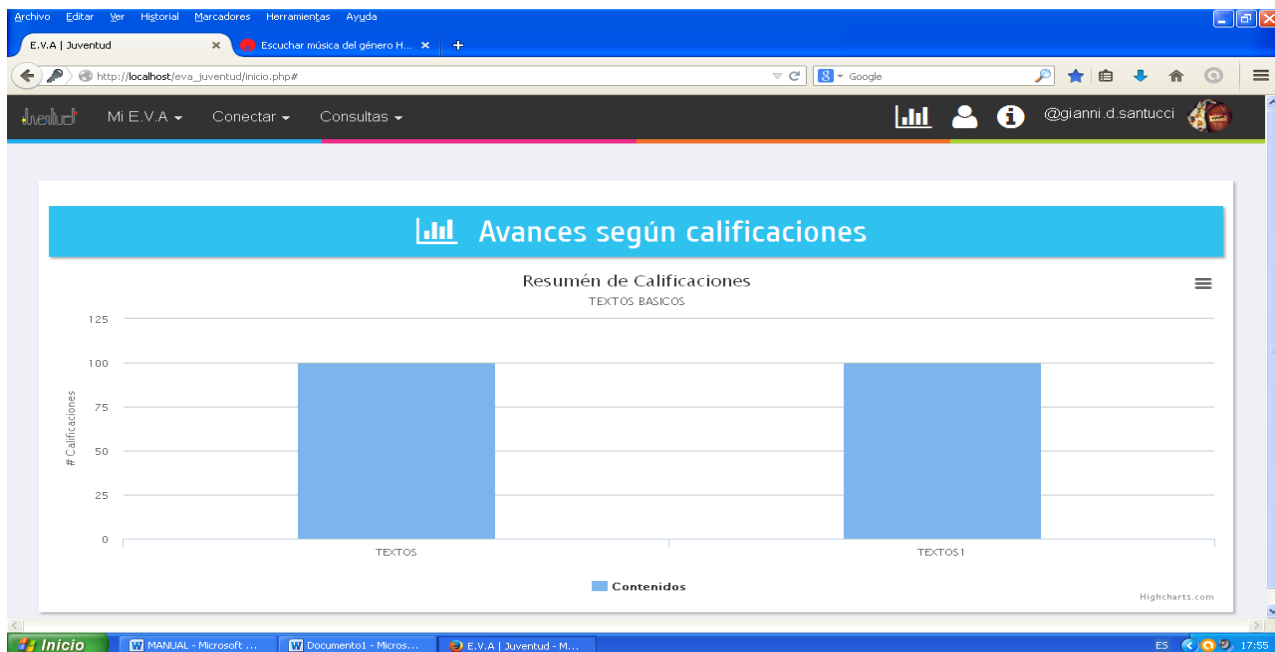 Archivo Editar Ver Historial Marcadores Herramientas Ayuda
E.V.A | Juventud
Escuchar música del género H...
http://localhost/eva_juventud/inicio.php#
Google
Juventud Mi E.V.A Conectar Consultas @gianni.d.santucci
Avances según calificaciones
Resumén de Calificaciones
TEXTOS BASICOS
125
100
75
50
25
0
# Calificaciones
TEXTOS TEXTOS1
Contenidos
Highcharts.com
Inicio MANUAL - Microsoft ... Documento1 - Micros... E.V.A | Juventud - M... ES 17:55